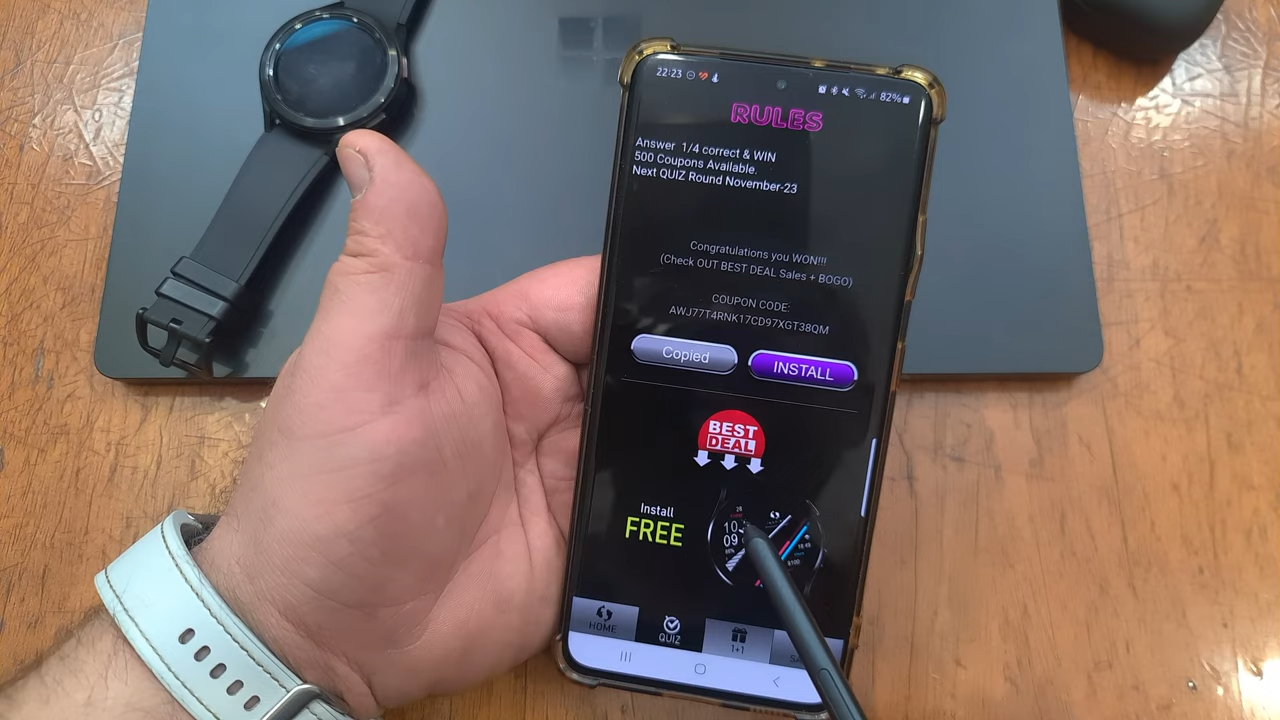 22:23
82%
RULES
Answer 1/4 correct & WIN
500 Coupons Available.
Next QUIZ Round November-23
Congratulations you WON!!!
(Check OUT BEST DEAL Sales + BOGO)
COUPON CODE:
AWJ77T4RNK17CD97XGT38QM
Copied
INSTALL
BEST
DEAL
Install
FREE
10
09
HOME
QUIZ
1+1